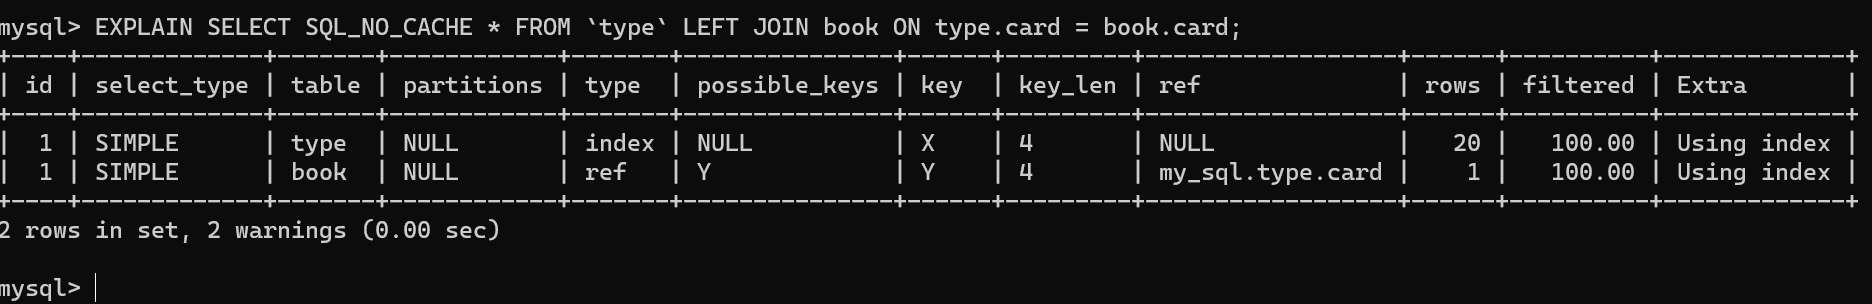 mysql> EXPLAIN SELECT SQL_NO_CACHE * FROM `type` LEFT JOIN book ON type.card = book.card;
+----+-------------+-------+------------+-------+---------------+------+---------+-------------------+------+----------+-------------+
| id | select_type | table | partitions | type  | possible_keys | key  | key_len | ref               | rows | filtered | Extra       |
+----+-------------+-------+------------+-------+---------------+------+---------+-------------------+------+----------+-------------+
|  1 | SIMPLE      | type  | NULL       | index | NULL          | X    | 4       | NULL              |   20 |   100.00 | Using index |
|  1 | SIMPLE      | book  | NULL       | ref   | Y             | Y    | 4       | my_sql.type.card |    1 |   100.00 | Using index |
+----+-------------+-------+------------+-------+---------------+------+---------+-------------------+------+----------+-------------+
2 rows in set, 2 warnings (0.00 sec)
mysql>